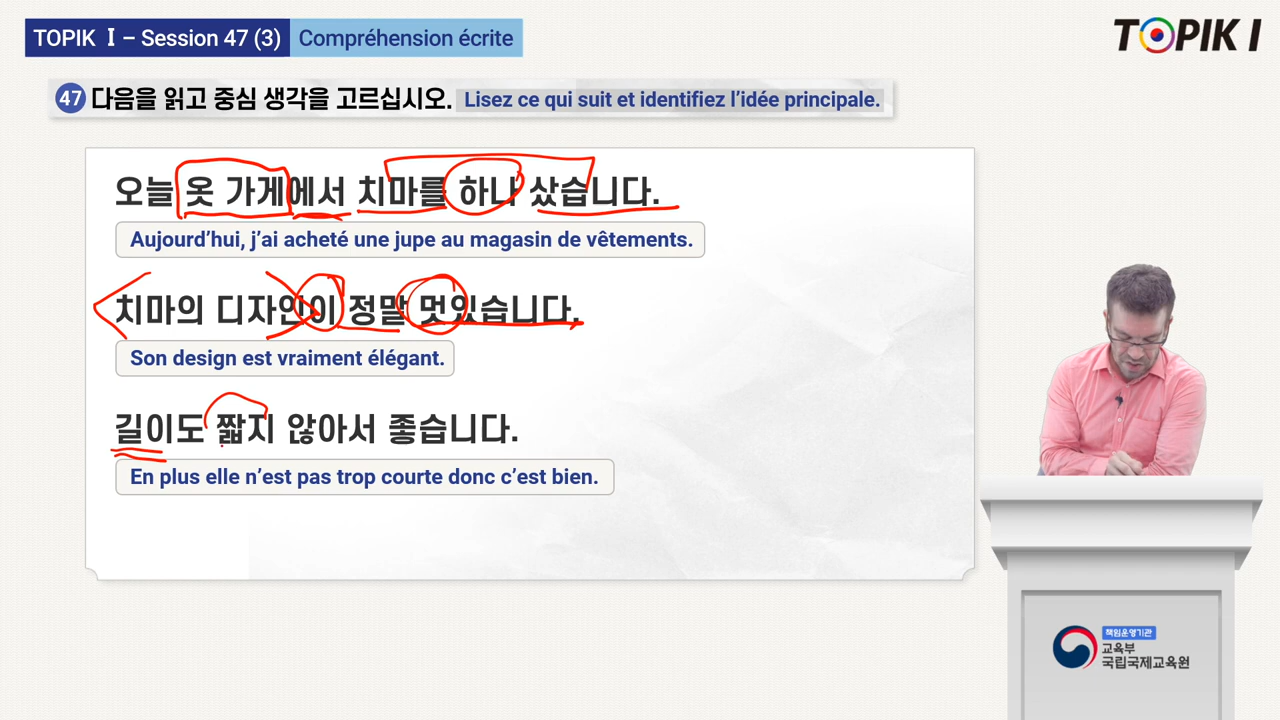 TOPIK Ⅰ – Session 47 (3) Compréhension écrite
TOPIK I
47 다음을 읽고 중심 생각을 고르십시오. Lisez ce qui suit et identifiez l’idée principale.
오늘 옷 가게에서 치마를 하나 샀습니다.
Aujourd’hui, j’ai acheté une jupe au magasin de vêtements.
치마의 디자인이 정말 멋있습니다.
Son design est vraiment élégant.
길이도 짧지 않아서 좋습니다.
En plus elle n’est pas trop courte donc c’est bien.
책임운영기관
교육부
국립국제교육원